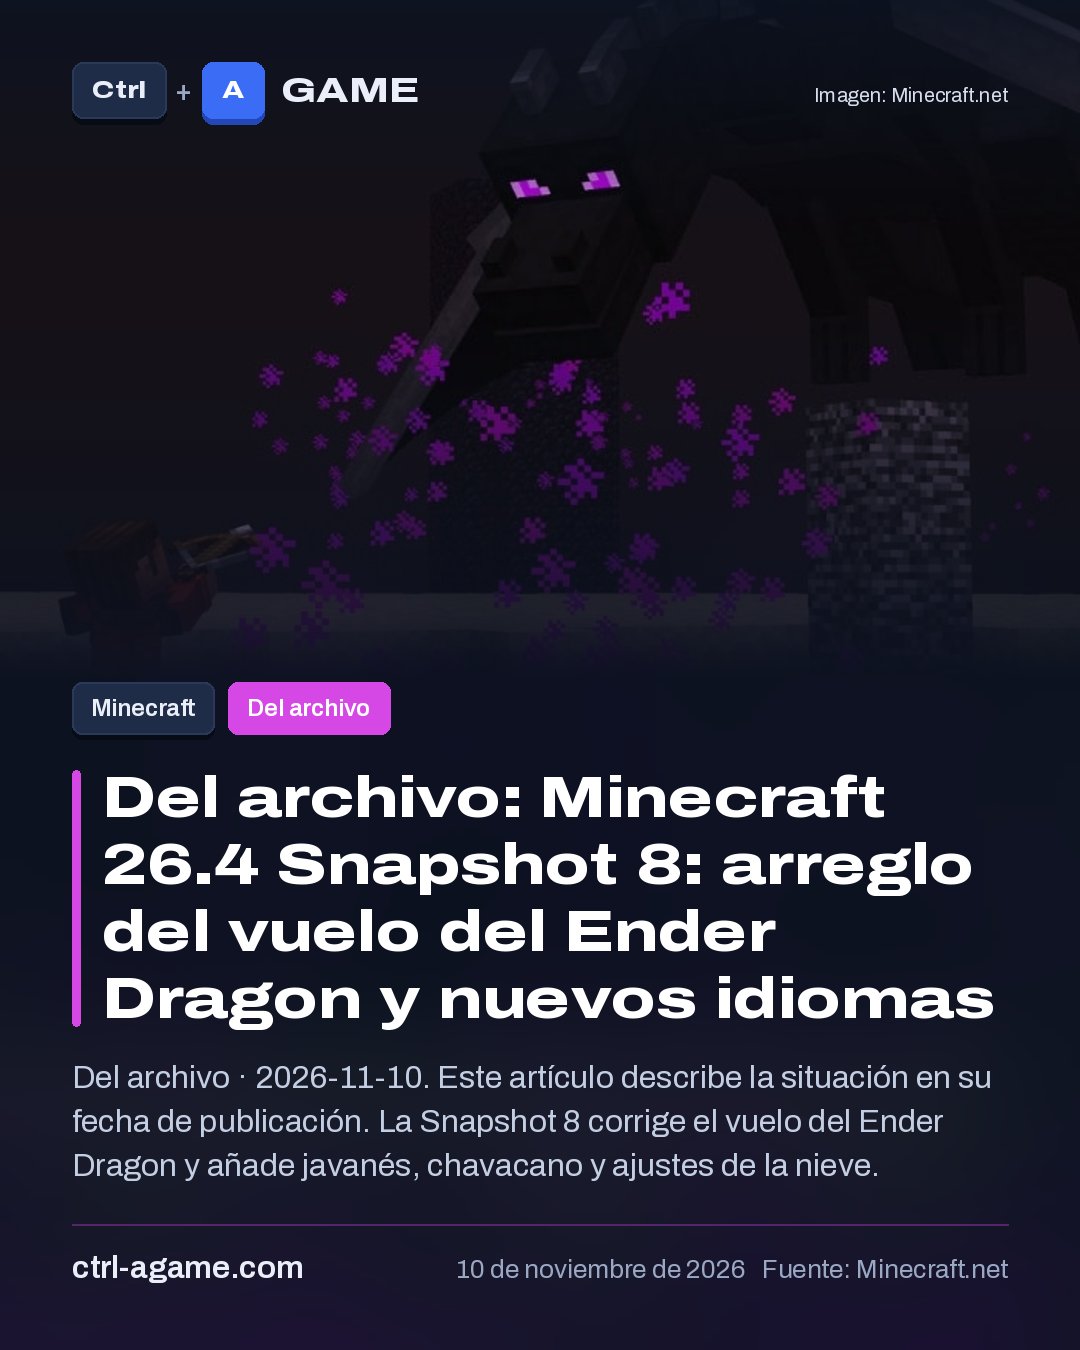 Ctrl + A GAME
Imagen: Minecraft.net
Minecraft
Del archivo
Del archivo: Minecraft
26.4 Snapshot 8: arreglo
del vuelo del Ender
Dragon y nuevos idiomas
Del archivo · 2026-11-10. Este artículo describe la situación en su
fecha de publicación. La Snapshot 8 corrige el vuelo del Ender
Dragon y añade javanés, chavacano y ajustes de la nieve.
ctrl-agame.com
10 de noviembre de 2026 Fuente: Minecraft.net